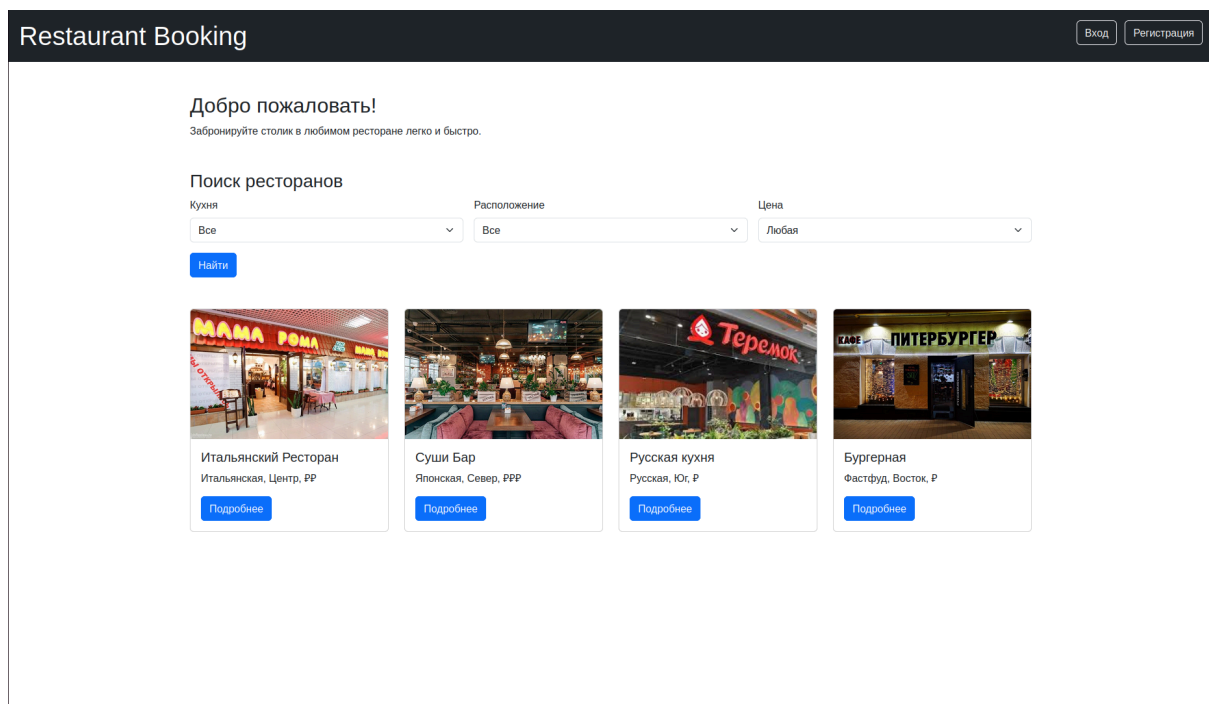 Restaurant Booking
Вход
Регистрация
Добро пожаловать!
Забронируйте столик в любимом ресторане легко и быстро.
Поиск ресторанов
Кухня
Расположение
Цена
Все
Все
Любая
Найти
МАМА РОМА
ОТКРЫ
Теремок
КАФЕ
ПИТЕРБУРГЕР
Итальянский Ресторан
Итальянская, Центр, ₽₽
Подробнее
Суши Бар
Японская, Север, ₽₽₽
Подробнее
Русская кухня
Русская, Юг, ₽
Подробнее
Бургерная
Фастфуд, Восток, ₽
Подробнее